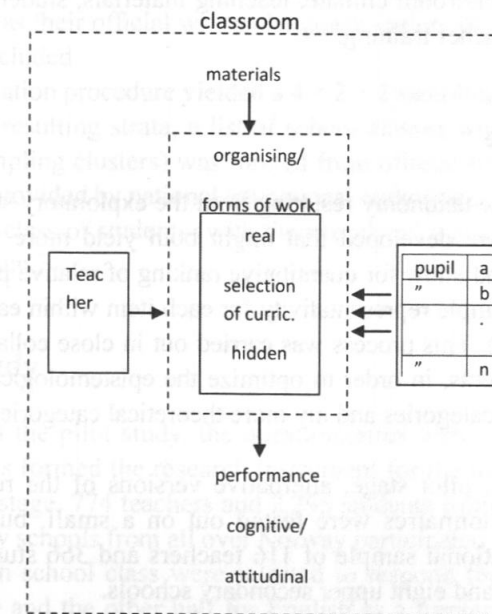 classroom
materials
organising/
forms of work
real
Teac
her
selection
of curric.
hidden
pupil a
" b
.
" n
performance
cognitive/
attitudinal